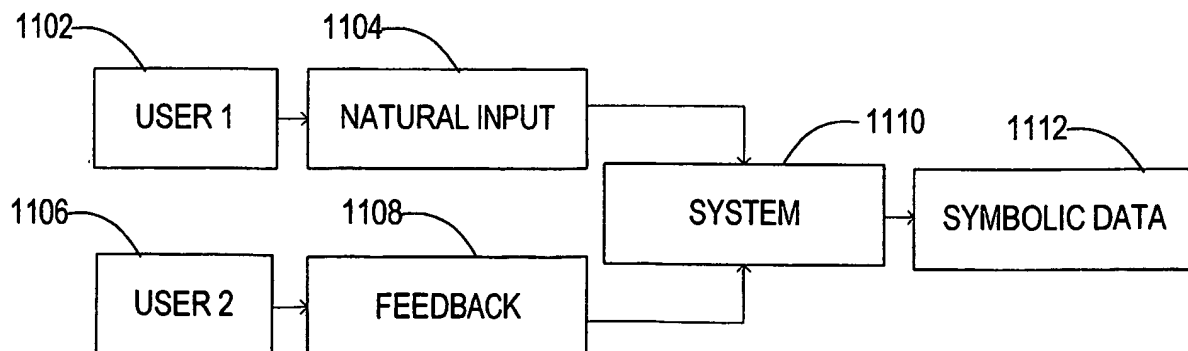 1102
1104
USER 1
NATURAL INPUT
1110
1112
SYSTEM
SYMBOLIC DATA
1106
1108
USER 2
FEEDBACK